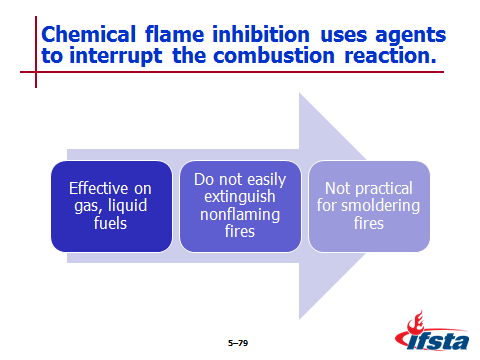 Chemical flame inhibition uses agents
to interrupt the combustion reaction.
Effective on
gas, liquid
fuels
Do not easily
extinguish
nonflaming
fires
Not practical
for smoldering
fires
5–79
ifsta